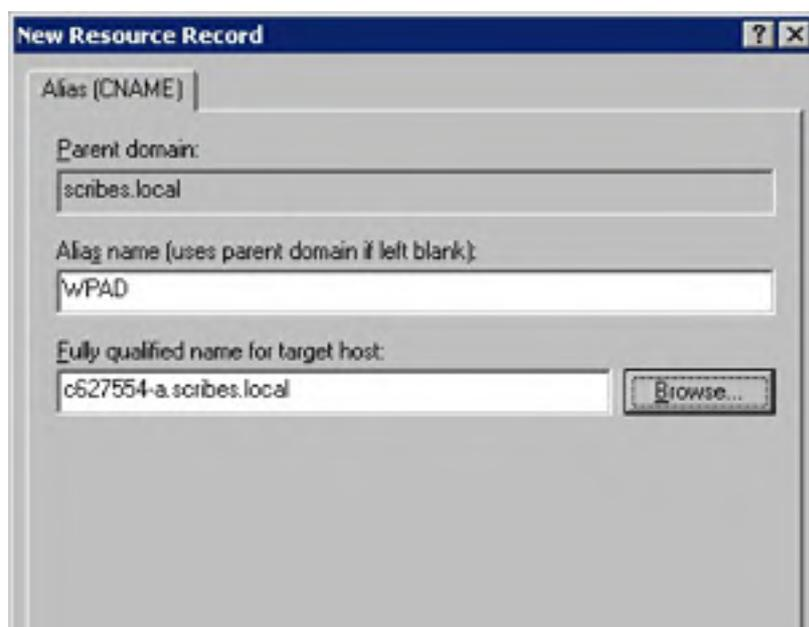 New Resource Record
Alias (CNAME)
Parent domain:
scribes.local
Alias name (uses parent domain if left blank):
WPAD
Fully qualified name for target host:
c627554-a.scribes.local
Browse...